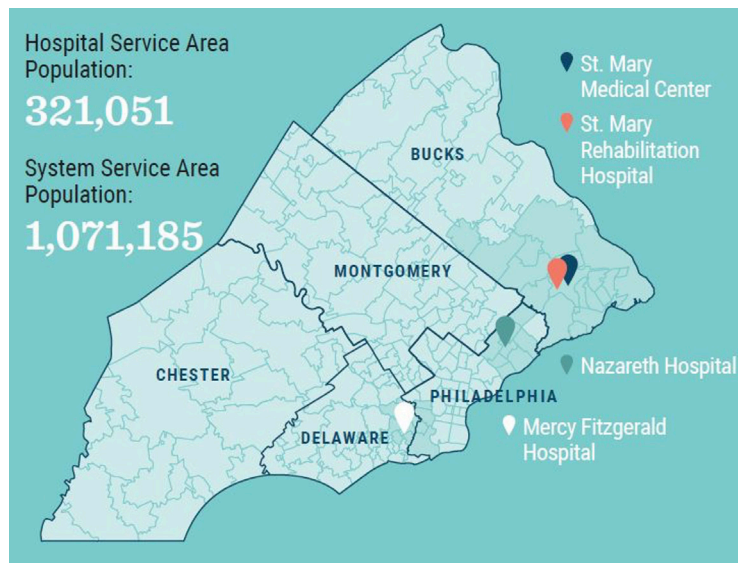 Hospital Service Area
Population:
321,051
System Service Area
Population:
1,071,185
St. Mary
Medical Center
St. Mary
Rehabilitation
Hospital
BUCKS
MONTGOMERY
CHESTER
PHILADELPHIA
DELAWARE
Nazareth Hospital
Mercy Fitzgerald
Hospital